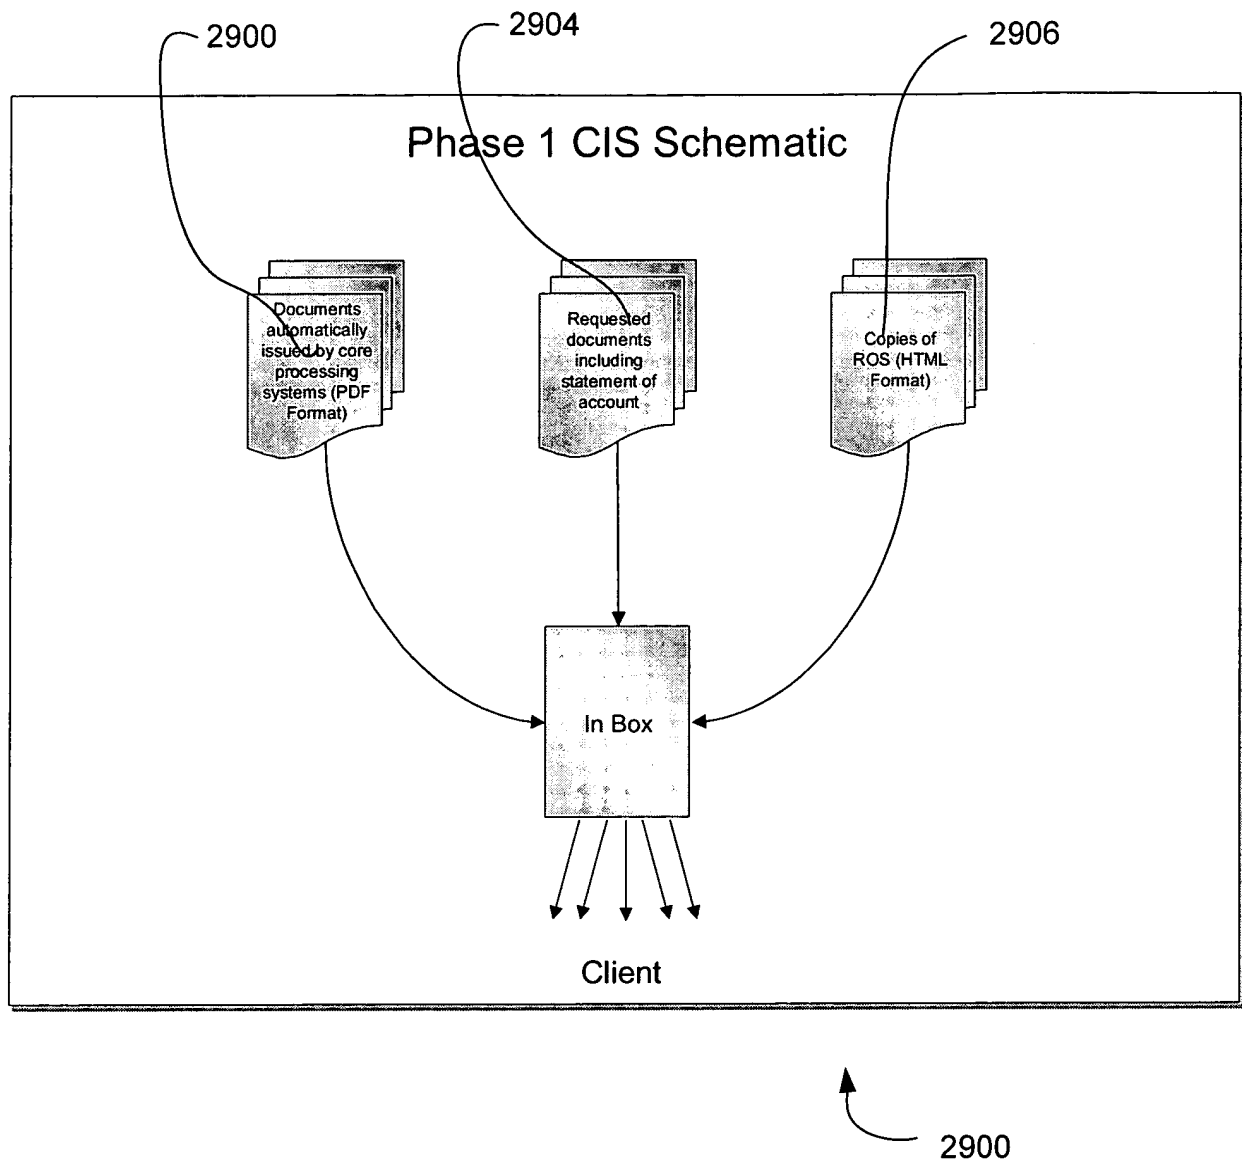 2900
2904
2906
Phase 1 CIS Schematic
Documents
automatically
issued by core
processing
systems (PDF
Format)
Requested
documents
including
statement of
account
Copies of
ROS (HTML
Format)
In Box
Client
2900